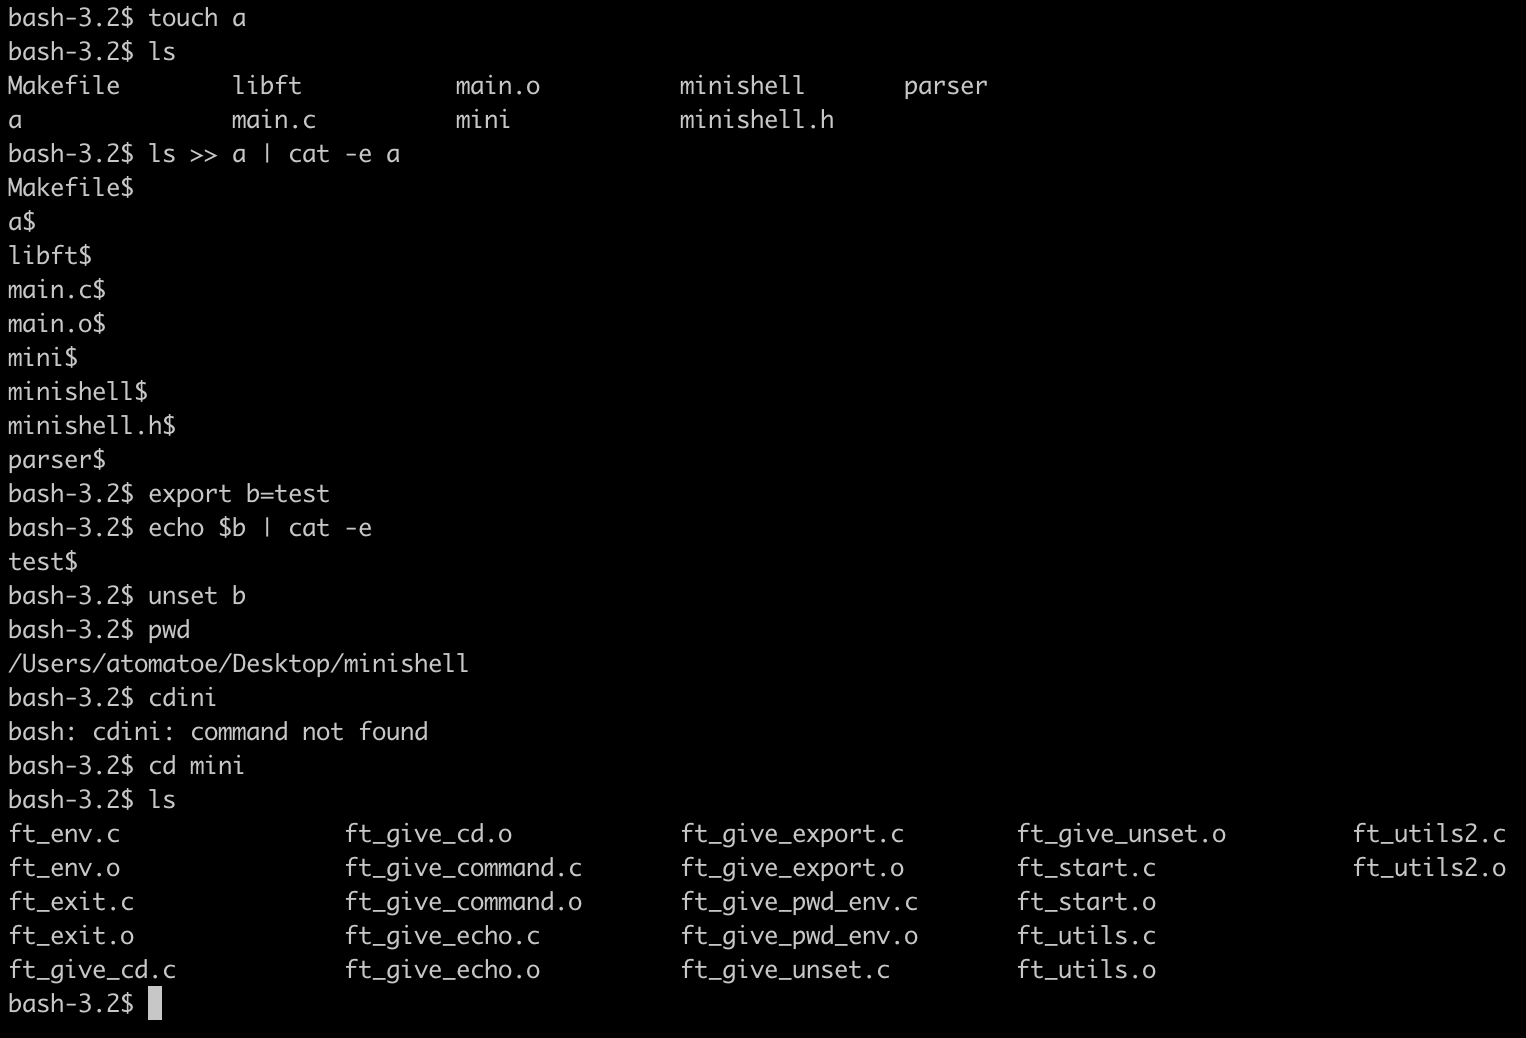 bash-3.2$ touch a
bash-3.2$ ls
Makefile        libft           main.o          minishell       parser
a               main.c          mini            minishell.h
bash-3.2$ ls >> a | cat -e a
Makefile$
a$
libft$
main.c$
main.o$
mini$
minishell$
minishell.h$
parser$
bash-3.2$ export b=test
bash-3.2$ echo $b | cat -e
test$
bash-3.2$ unset b
bash-3.2$ pwd
/Users/atomatoe/Desktop/minishell
bash-3.2$ cdini
bash: cdini: command not found
bash-3.2$ cd mini
bash-3.2$ ls
ft_env.c                ft_give_cd.o            ft_give_export.c        ft_give_unset.o         ft_utils2.c
ft_env.o                ft_give_command.c       ft_give_export.o        ft_start.c              ft_utils2.o
ft_exit.c               ft_give_command.o       ft_give_pwd_env.c       ft_start.o
ft_exit.o               ft_give_echo.c          ft_give_pwd_env.o       ft_utils.c
ft_give_cd.c            ft_give_echo.o          ft_give_unset.c         ft_utils.o
bash-3.2$